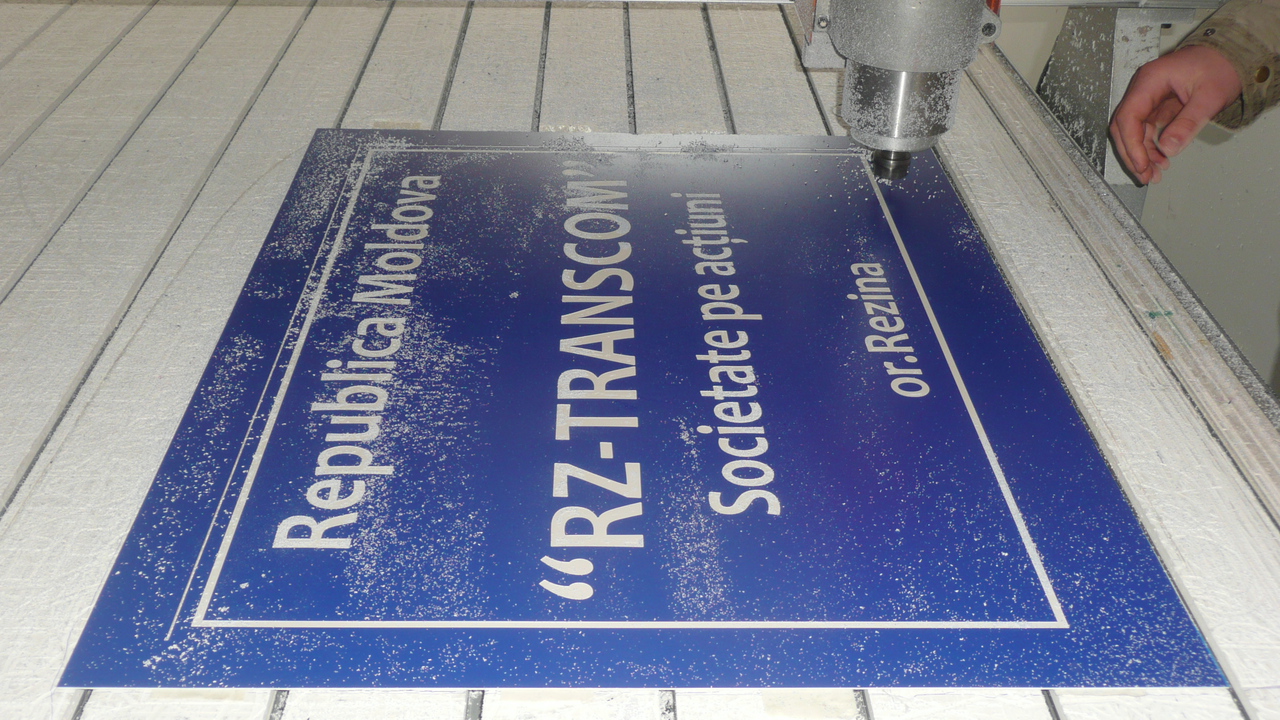 Republica Moldova
“RZ-TRANSCOM”
Societate pe acțiuni
or.Rezina